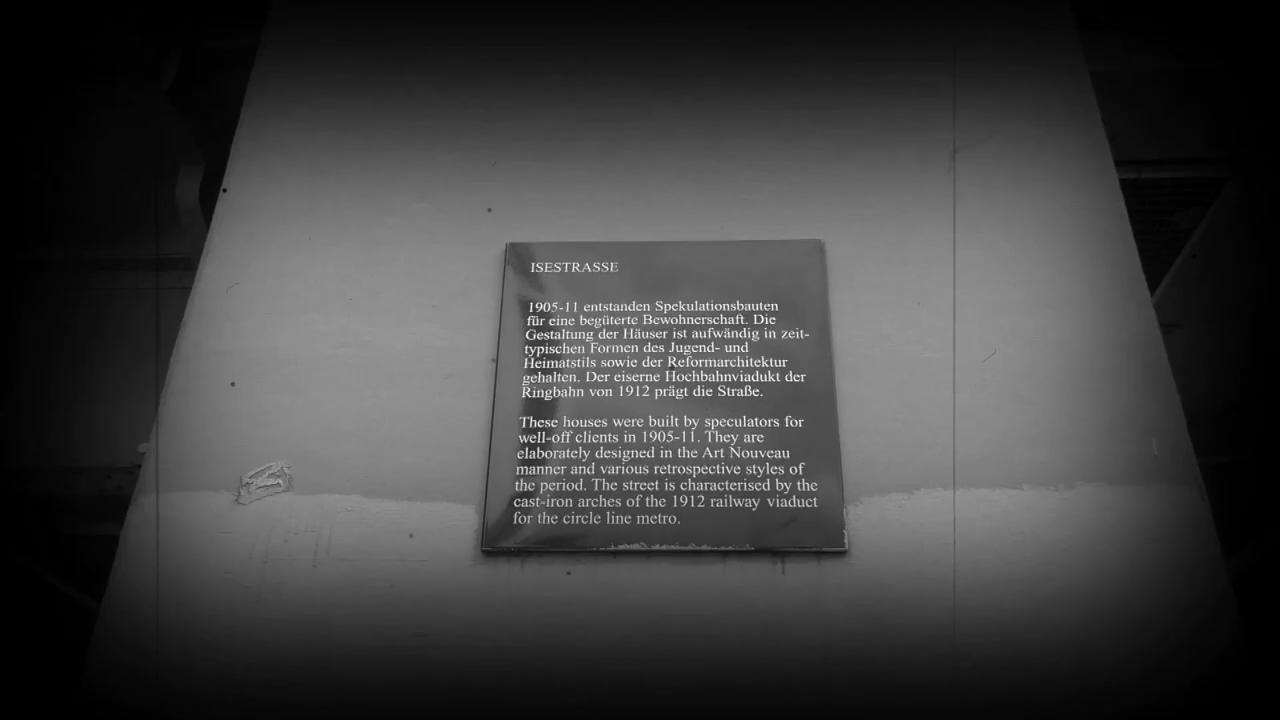 ISESTRASSE
1905-11 entstanden Spekulationsbauten
für eine begüterte Bewohnerschaft. Die
Gestaltung der Häuser ist aufwändig in zeit-
typischen Formen des Jugend- und
Heimatstils sowie der Reformarchitektur
gehalten. Der eiserne Hochbahnviadukt der
Ringbahn von 1912 prägt die Straße.
These houses were built by speculators for
well-off clients in 1905-11. They are
elaborately designed in the Art Nouveau
manner and various retrospective styles of
the period. The street is characterised by the
cast-iron arches of the 1912 railway viaduct
for the circle line metro.